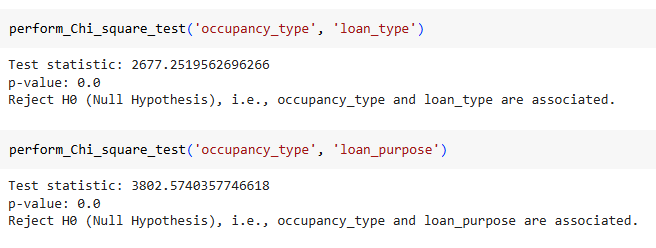 perform_Chi_square_test('occupancy_type', 'loan_type')
Test statistic: 2677.2519562696266
p-value: 0.0
Reject H0 (Null Hypothesis), i.e., occupancy_type and loan_type are associated.
perform_Chi_square_test('occupancy_type', 'loan_purpose')
Test statistic: 3802.5740357746618
p-value: 0.0
Reject H0 (Null Hypothesis), i.e., occupancy_type and loan_purpose are associated.